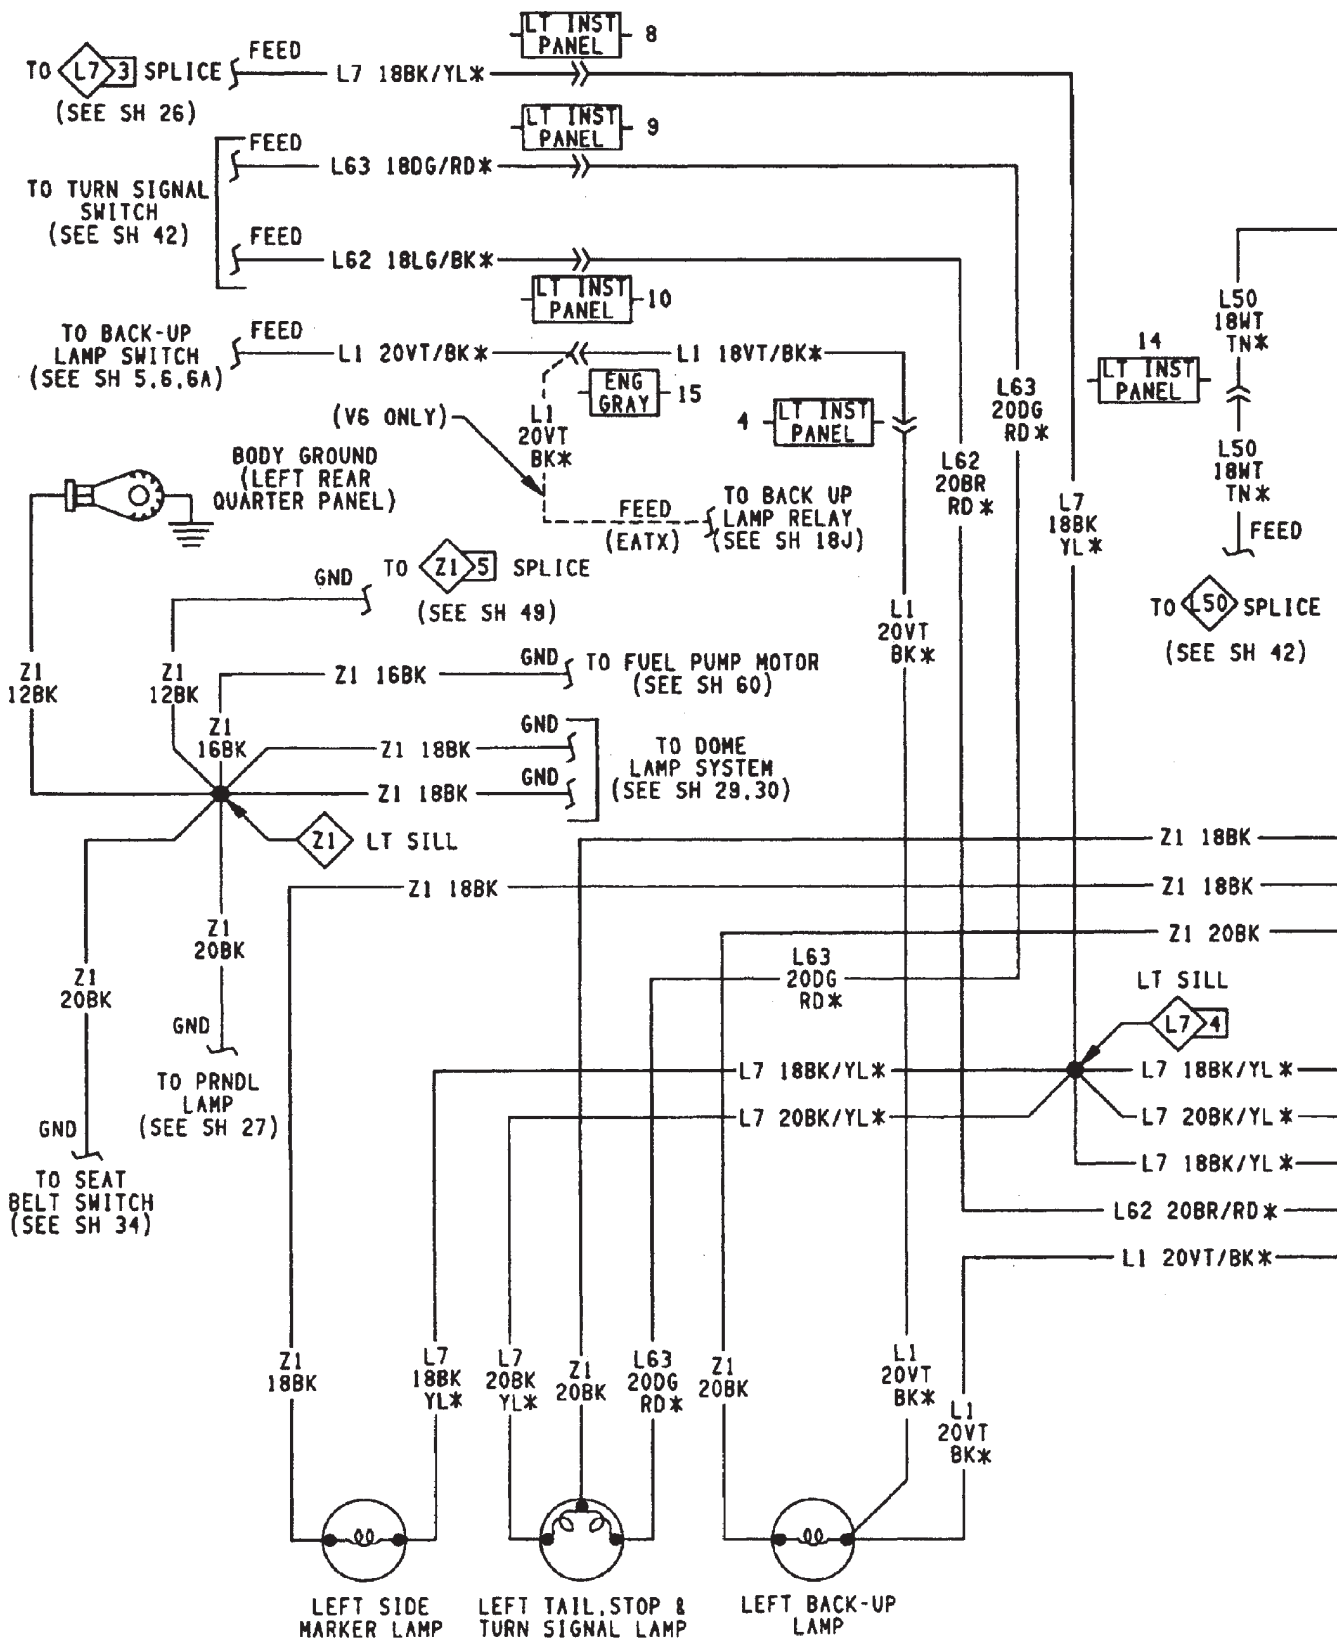 LT INST
PANEL
8
FEED
TO L7 3 SPLICE
L7 18BK/YL*
(SEE SH 26)
LT INST
PANEL
9
FEED
L63 18DG/RD*
TO TURN SIGNAL
SWITCH
(SEE SH 42)
FEED
L62 18LG/BK*
LT INST
PANEL
10
TO BACK-UP
LAMP SWITCH
(SEE SH 5,6,6A)
FEED
L1 20VT/BK*
L1 18VT/BK*
ENG
GRAY
15
L50
18WT
TN*
14
LT INST
PANEL
L63
20DG
RD*
(V6 ONLY)
L1
20VT
BK*
4
LT INST
PANEL
L50
18WT
TN*
FEED
BODY GROUND
(LEFT REAR
QUARTER PANEL)
L62
20BR
RD*
L7
18BK
YL*
FEED
(EATX)
TO BACK UP
LAMP RELAY
(SEE SH 18J)
GND
TO Z1 5 SPLICE
(SEE SH 49)
TO L50 SPLICE
(SEE SH 42)
L1
20VT
BK*
Z1
12BK
Z1
12BK
Z1 16BK
GND
TO FUEL PUMP MOTOR
(SEE SH 60)
Z1
16BK
Z1 18BK
GND
Z1 18BK
GND
TO DOME
LAMP SYSTEM
(SEE SH 29,30)
Z1
LT SILL
Z1 18BK
Z1 18BK
Z1 18BK
Z1
20BK
Z1 20BK
Z1
20BK
L63
20DG
RD*
LT SILL
L7 4
GND
TO PRNDL
LAMP
(SEE SH 27)
L7 18BK/YL*
L7 18BK/YL*
L7 20BK/YL*
L7 20BK/YL*
GND
TO SEAT
BELT SWITCH
(SEE SH 34)
L7 18BK/YL*
L62 20BR/RD*
L1 20VT/BK*
Z1
18BK
L7
18BK
YL*
L7
20BK
YL*
Z1
20BK
L63
20DG
RD*
Z1
20BK
L1
20VT
BK*
L1
20VT
BK*
LEFT SIDE
MARKER LAMP
LEFT TAIL,STOP &
TURN SIGNAL LAMP
LEFT BACK-UP
LAMP